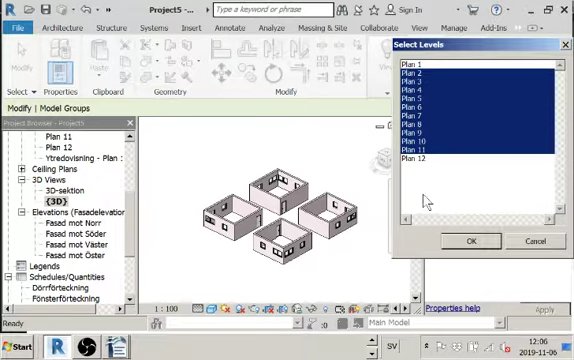 Project5 -
Type a keyword or phrase
Sign In
File Architecture Structure
Annotate Analyze Massing & Site Collaborate View Manage Add-Ins
Modify Paste
Select Properties Clipboard Geometry Modify
Modify | Model Groups
Project Browser - Project5
Plan 11
Plan 12
Ytredovisning - Plan :
Ceiling Plans
3D Views
3D-sektion
{3D}
Elevations (Fasadelevation
Fasad mot Norr
Fasad mot Söder
Fasad mot Väster
Fasad mot Öster
Legends
Schedules/Quantities
Dörrförteckning
Fönsterförteckning
Select Levels
Plan 1
Plan 2
Plan 3
Plan 4
Plan 5
Plan 6
Plan 7
Plan 8
Plan 9
Plan 10
Plan 11
Plan 12
OK Cancel
1 : 100
Properties help Apply
Ready
:0 Main Model
Start SV
12:06
2019-11-06